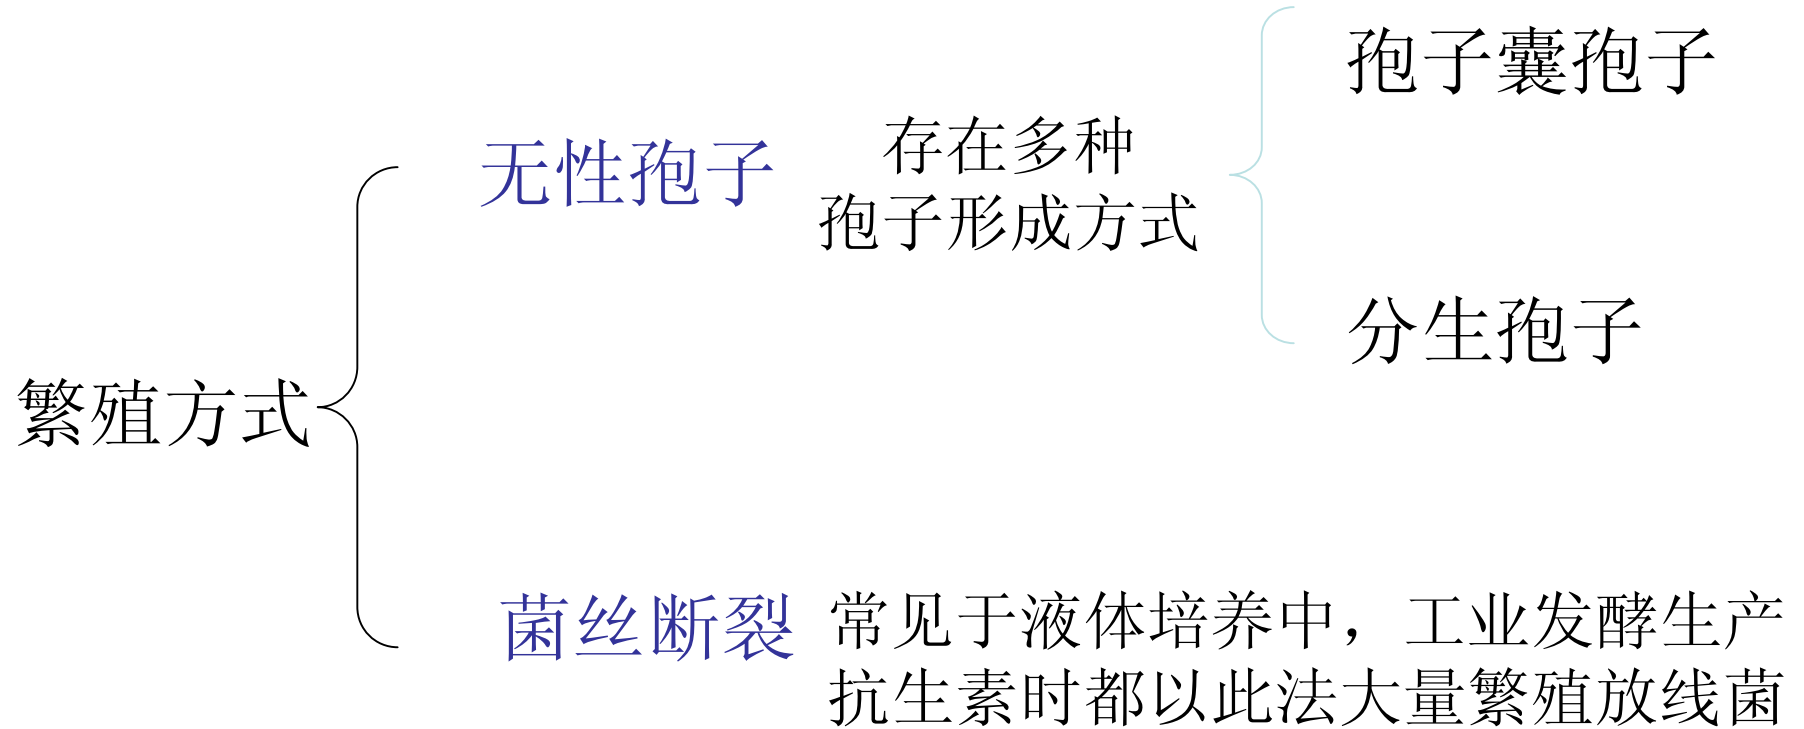 繁殖方式
无性孢子
存在多种
孢子形成方式
孢子囊孢子
分生孢子
菌丝断裂
常见于液体培养中，工业发酵生产
抗生素时都以此法大量繁殖放线菌